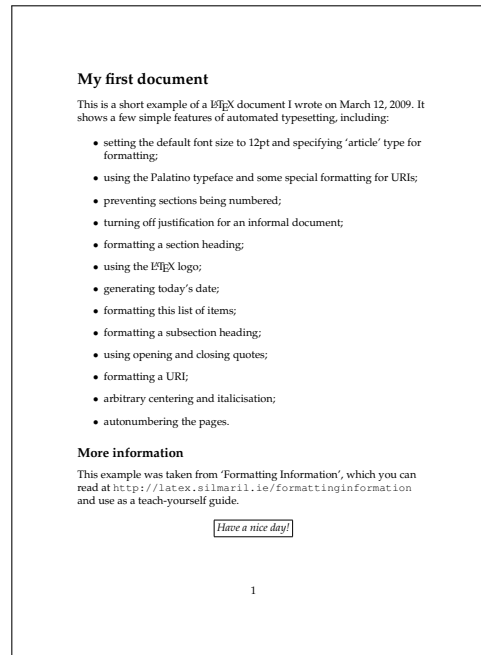 My first document
This is a short example of a LATEX document I wrote on March 12, 2009. It
shows a few simple features of automated typesetting, including:
• setting the default font size to 12pt and specifying ‘article’ type for
formatting;
• using the Palatino typeface and some special formatting for URIs;
• preventing sections being numbered;
• turning off justification for an informal document;
• formatting a section heading;
• using the LATEX logo;
• generating today’s date;
• formatting this list of items;
• formatting a subsection heading;
• using opening and closing quotes;
• formatting a URI;
• arbitrary centering and italicisation;
• autonumbering the pages.
More information
This example was taken from ‘Formatting Information’, which you can
read at http://latex.silmaril.ie/formattinginformation
and use as a teach-yourself guide.
Have a nice day!
1